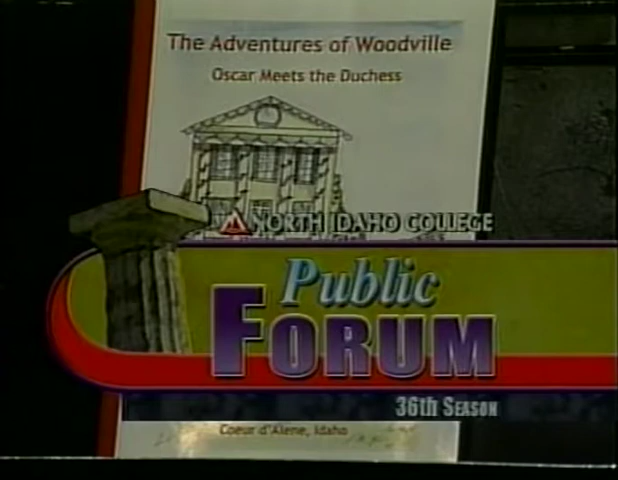 The Adventures of Woodville
Oscar Meets the Duchess
NORTH IDAHO COLLEGE
Public
FORUM
36th SEASON
Coeur d'Alene, Idaho